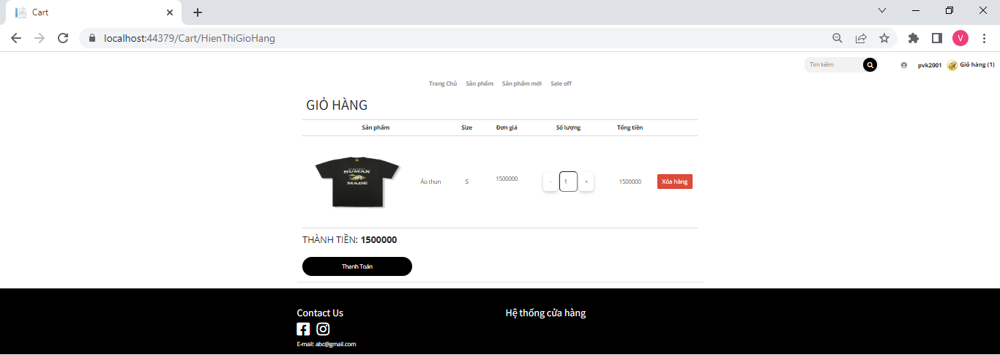 Cart
localhost:44379/Cart/HienThiGioHang
V
Tìm kiếm
pvk2001
Giỏ hàng (1)
Trang Chủ Sản phẩm Sản phẩm mới Sale off
GIỎ HÀNG
Sản phẩm Size Đơn giá Số lượng Tổng tiền
HUMAN
MADE
Áo thun S 1500000 - 1 + 1500000 Xóa hàng
THÀNH TIỀN: 1500000
Thanh Toán
Contact Us
Hệ thống cửa hàng
E-mail: abc@gmail.com